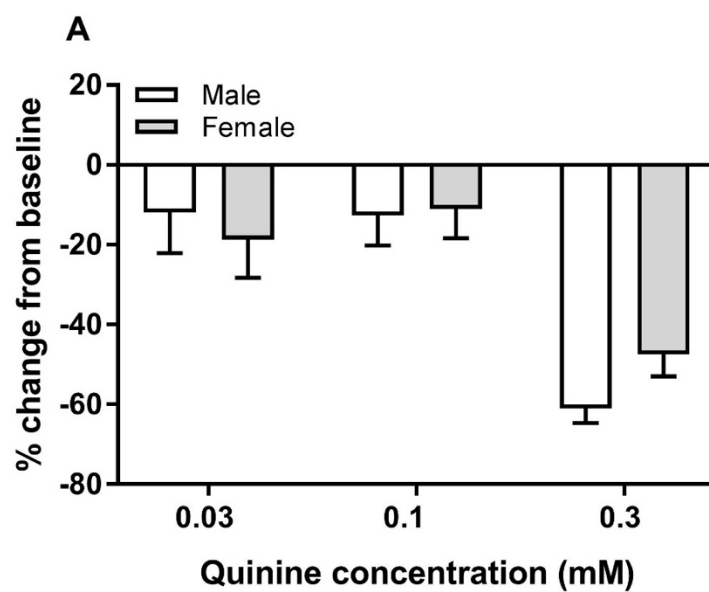 A
Male
Female
% change from baseline
20
0
-20
-40
-60
-80
0.03
0.1
0.3
Quinine concentration (mM)